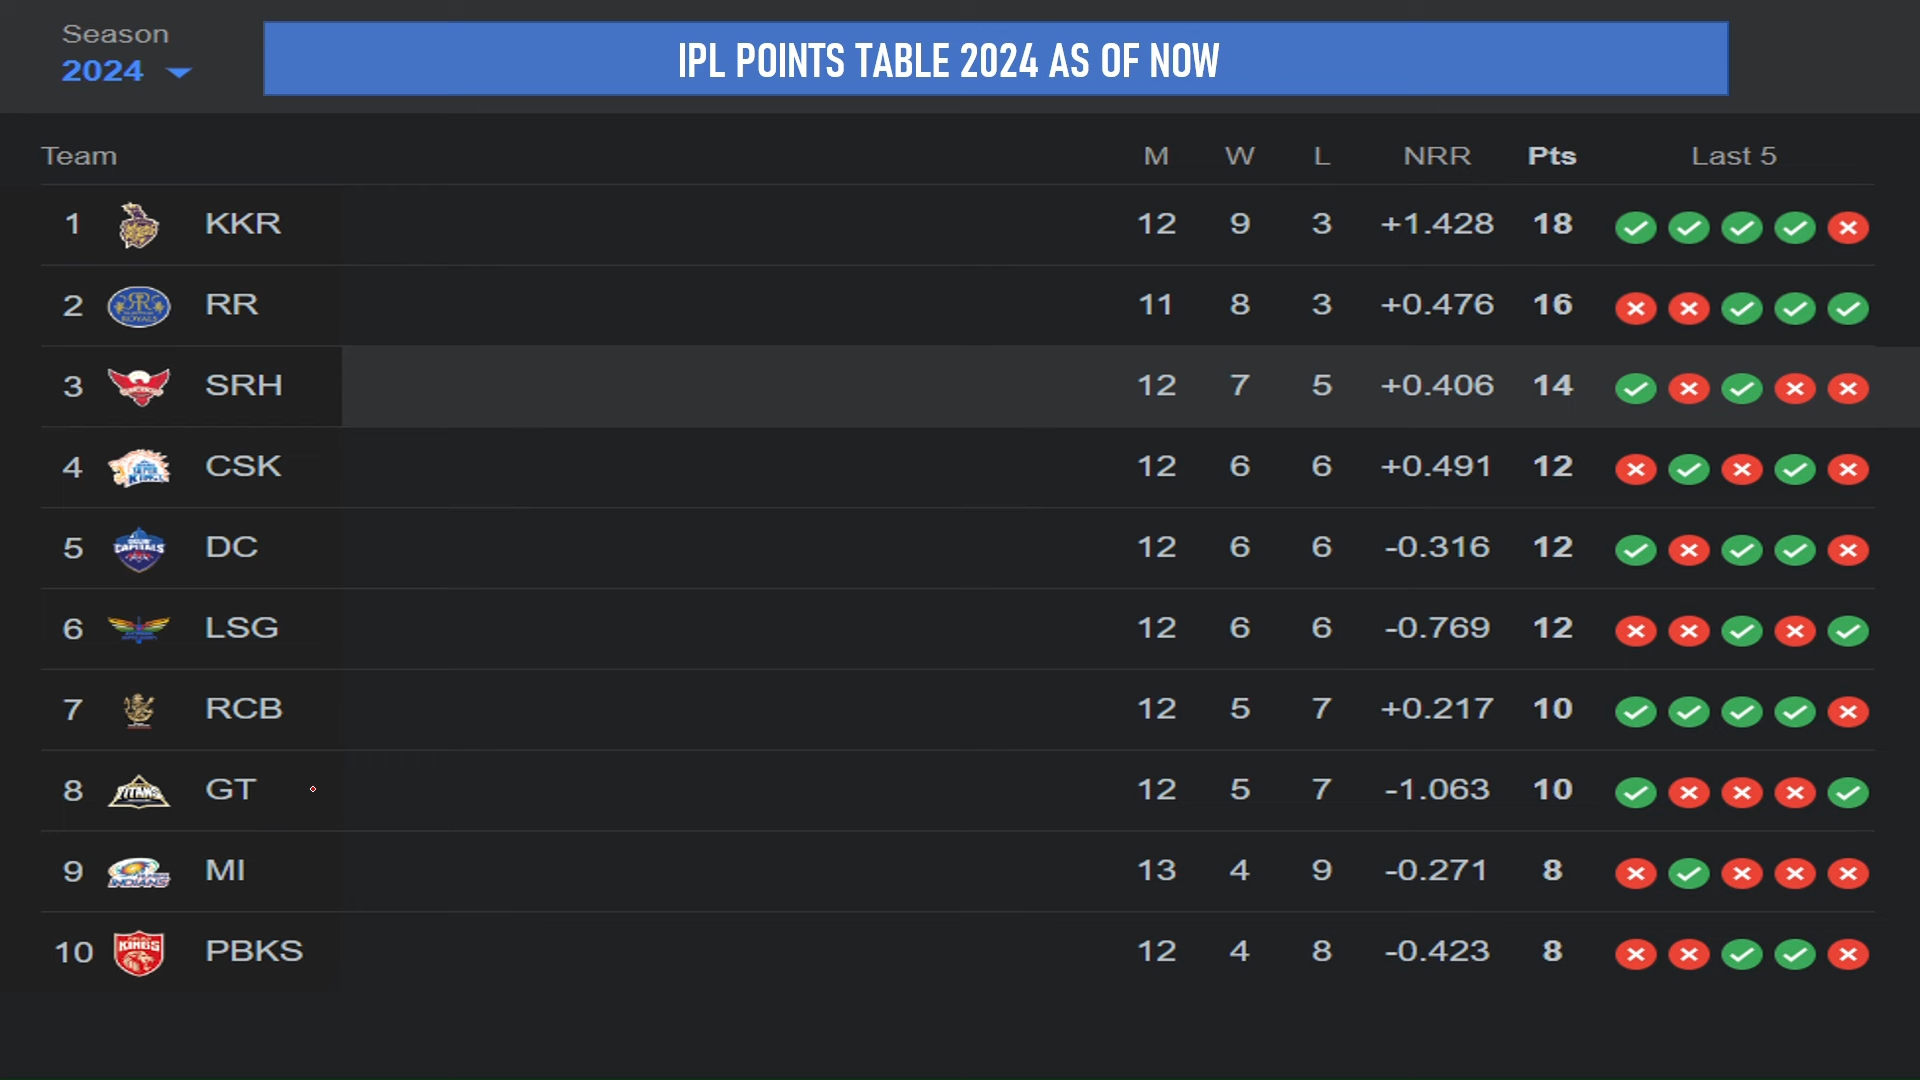 Season
2024
IPL POINTS TABLE 2024 AS OF NOW
Team M W L NRR Pts Last 5
1 KKR 12 9 3 +1.428 18
2 RR 11 8 3 +0.476 16
3 SRH 12 7 5 +0.406 14
4 CSK 12 6 6 +0.491 12
5 CAPITALS DC 12 6 6 -0.316 12
6 LSG 12 6 6 -0.769 12
7 RCB 12 5 7 +0.217 10
8 TITANS GT 12 5 7 -1.063 10
9 INDIANS MI 13 4 9 -0.271 8
10 KINGS PBKS 12 4 8 -0.423 8